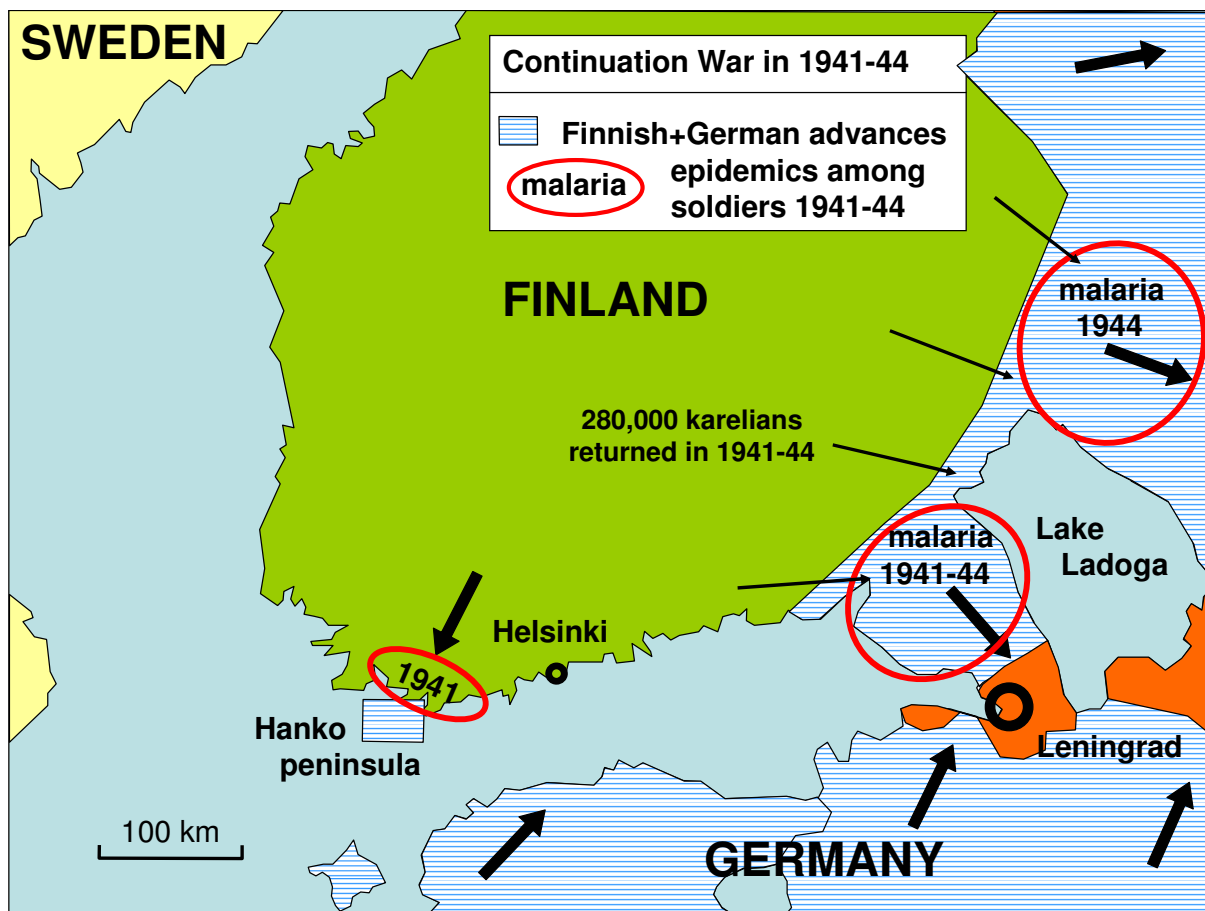 SWEDEN
Continuation War in 1941-44
Finnish+German advances
malaria
epidemics among
soldiers 1941-44
FINLAND
malaria
1944
280,000 karelians
returned in 1941-44
malaria
1941-44
Lake
Ladoga
Helsinki
1941
Hanko
peninsula
Leningrad
100 km
GERMANY